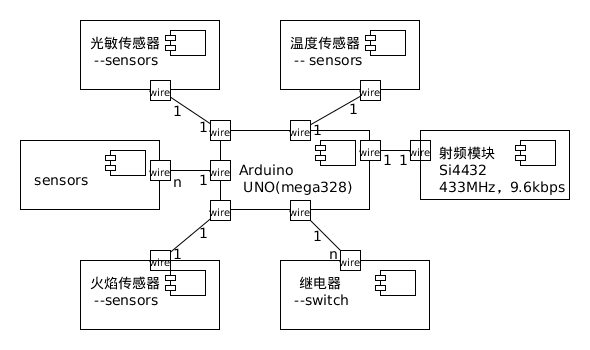 光敏传感器
--sensors
wire
1
1
wire
温度传感器
-- sensors
wire
1
1
wire
sensors
wire
n
1
wire
Arduino
UNO(mega328)
wire
1
1
wire
射频模块
Si4432
433MHz，9.6kbps
wire
1
1
wire
火焰传感器
--sensors
wire
1
n
wire
继电器
--switch